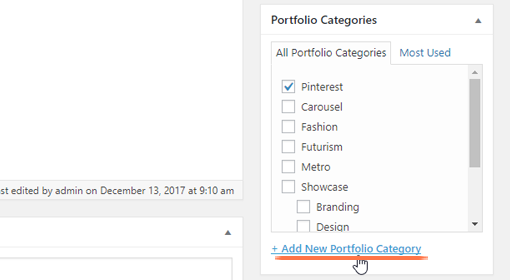 Portfolio Categories
All Portfolio Categories
Most Used
Pinterest
Carousel
Fashion
Futurism
Metro
Showcase
Branding
Design
+ Add New Portfolio Category
edited by admin on December 13, 2017 at 9:10 am